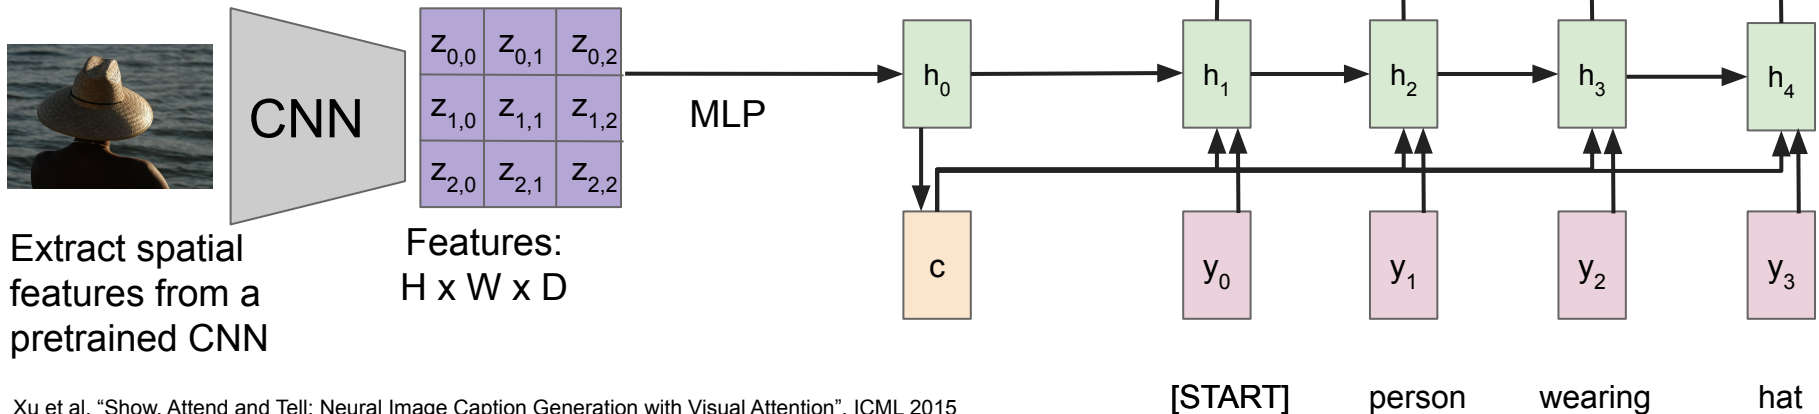 CNN
z0,0 z0,1 z0,2
z1,0 z1,1 z1,2
z2,0 z2,1 z2,2
MLP
h0
h1
h2
h3
h4
c
y0
y1
y2
y3
Extract spatial
features from a
pretrained CNN
Features:
H x W x D
[START]
person
wearing
hat
Xu et al, “Show, Attend and Tell: Neural Image Caption Generation with Visual Attention”, ICML 2015